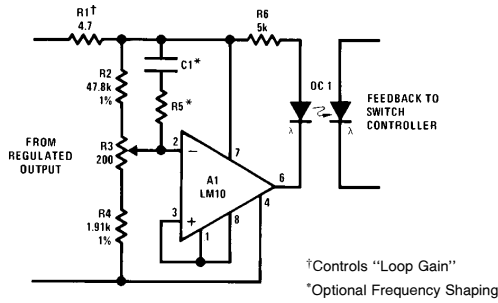 R1†
4.7
R6
5k
C1*
R2
47.8k
1%
R5*
OC 1
FEEDBACK TO
SWITCH
CONTROLLER
λ
λ
FROM
REGULATED
OUTPUT
R3
200
2
−
7
A1
LM10
6
4
3
+
8
1
R4
1.91k
1%
†Controls ‘‘Loop Gain’’
*Optional Frequency Shaping